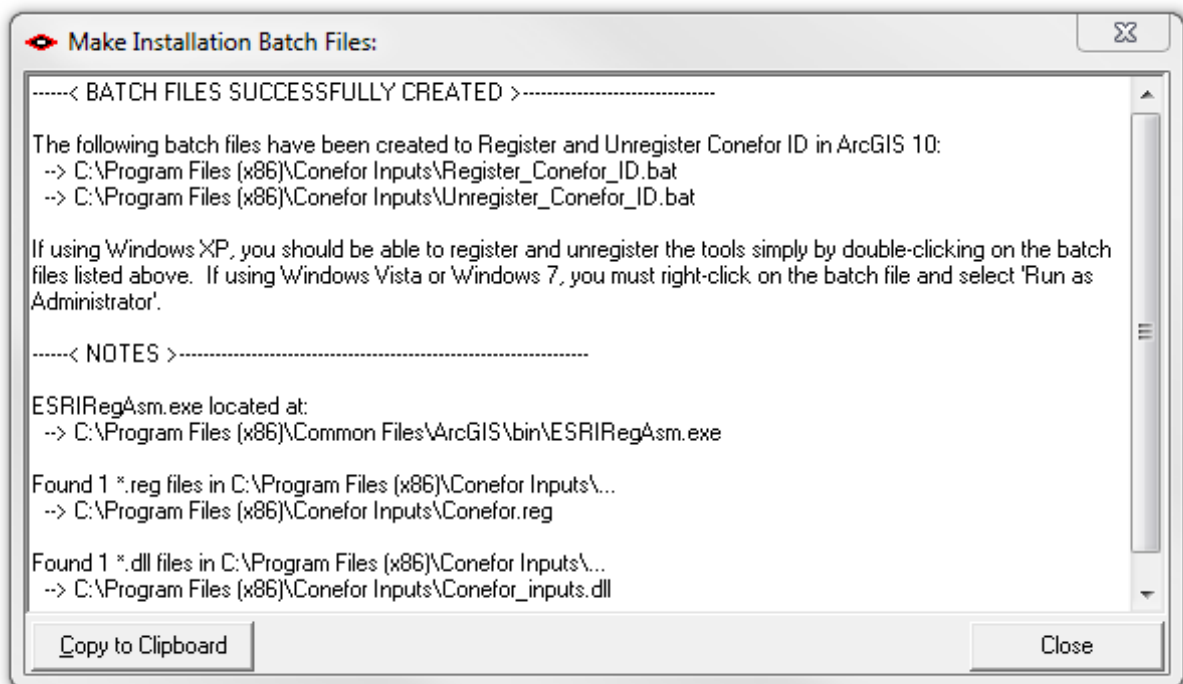 Make Installation Batch Files:
------< BATCH FILES SUCCESSFULLY CREATED >--------------------------------
The following batch files have been created to Register and Unregister Conefor ID in ArcGIS 10:
--> C:\Program Files (x86)\Conefor Inputs\Register_Conefor_ID.bat
--> C:\Program Files (x86)\Conefor Inputs\Unregister_Conefor_ID.bat
If using Windows XP, you should be able to register and unregister the tools simply by double-clicking on the batch
files listed above.  If using Windows Vista or Windows 7, you must right-click on the batch file and select 'Run as
Administrator'.
------< NOTES >--------------------------------------------------------------------
ESRIRegAsm.exe located at:
--> C:\Program Files (x86)\Common Files\ArcGIS\bin\ESRIRegAsm.exe
Found 1 *.reg files in C:\Program Files (x86)\Conefor Inputs\...
--> C:\Program Files (x86)\Conefor Inputs\Conefor.reg
Found 1 *.dll files in C:\Program Files (x86)\Conefor Inputs\...
--> C:\Program Files (x86)\Conefor Inputs\Conefor_inputs.dll
Copy to Clipboard
Close